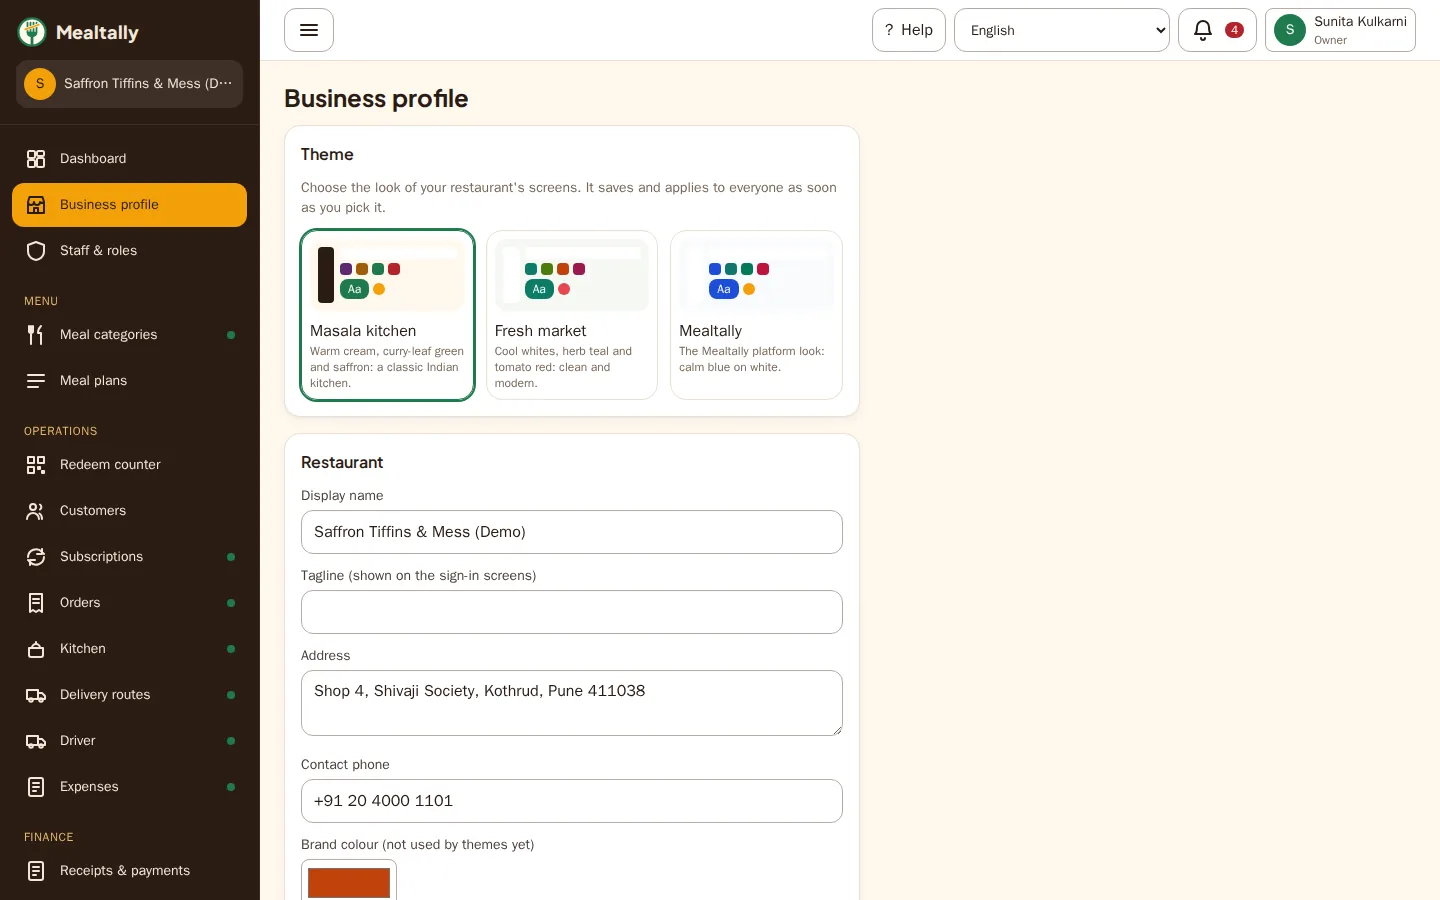 Mealtally
S
Saffron Tiffins & Mess (D···
Dashboard
Business profile
Staff & roles
MENU
Meal categories
Meal plans
OPERATIONS
Redeem counter
Customers
Subscriptions
Orders
Kitchen
Delivery routes
Driver
Expenses
FINANCE
Receipts & payments
? Help
English
4
S
Sunita Kulkarni
Owner
Business profile
Theme
Choose the look of your restaurant's screens. It saves and applies to everyone as soon
as you pick it.
Aa
Masala kitchen
Warm cream, curry-leaf green
and saffron: a classic Indian
kitchen.
Aa
Fresh market
Cool whites, herb teal and
tomato red: clean and
modern.
Aa
Mealtally
The Mealtally platform look:
calm blue on white.
Restaurant
Display name
Saffron Tiffins & Mess (Demo)
Tagline (shown on the sign-in screens)
Address
Shop 4, Shivaji Society, Kothrud, Pune 411038
Contact phone
+91 20 4000 1101
Brand colour (not used by themes yet)